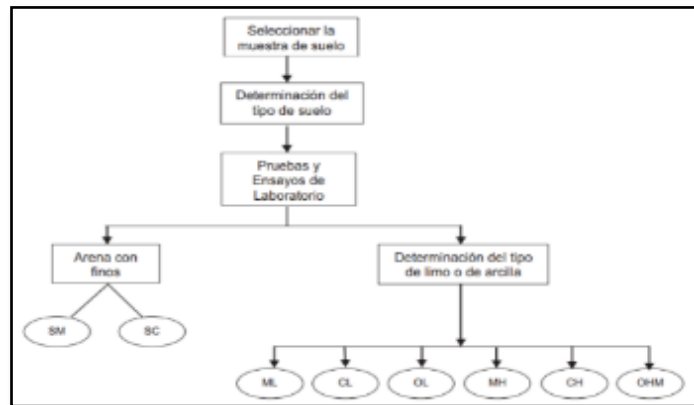 Seleccionar la
muestra de suelo
Determinación del
tipo de suelo
Pruebas y
Ensayos de
Laboratorio
Arena con
finos
Determinación del tipo
de limo o de arcilla
SM
SC
ML
CL
OL
MH
CH
OHM